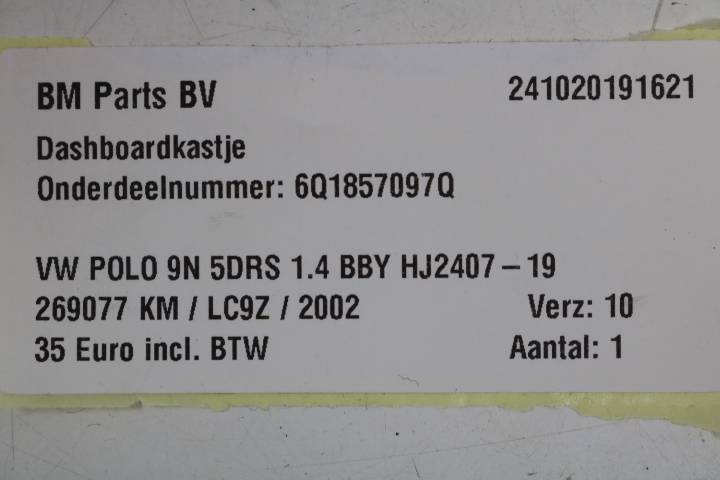 BM Parts BV 241020191621
Dashboardkastje
Onderdeelnummer: 6Q1857097Q
VW POLO 9N 5DRS 1.4 BBY HJ2407 – 19
269077 KM / LC9Z / 2002 Verz: 10
35 Euro incl. BTW Aantal: 1